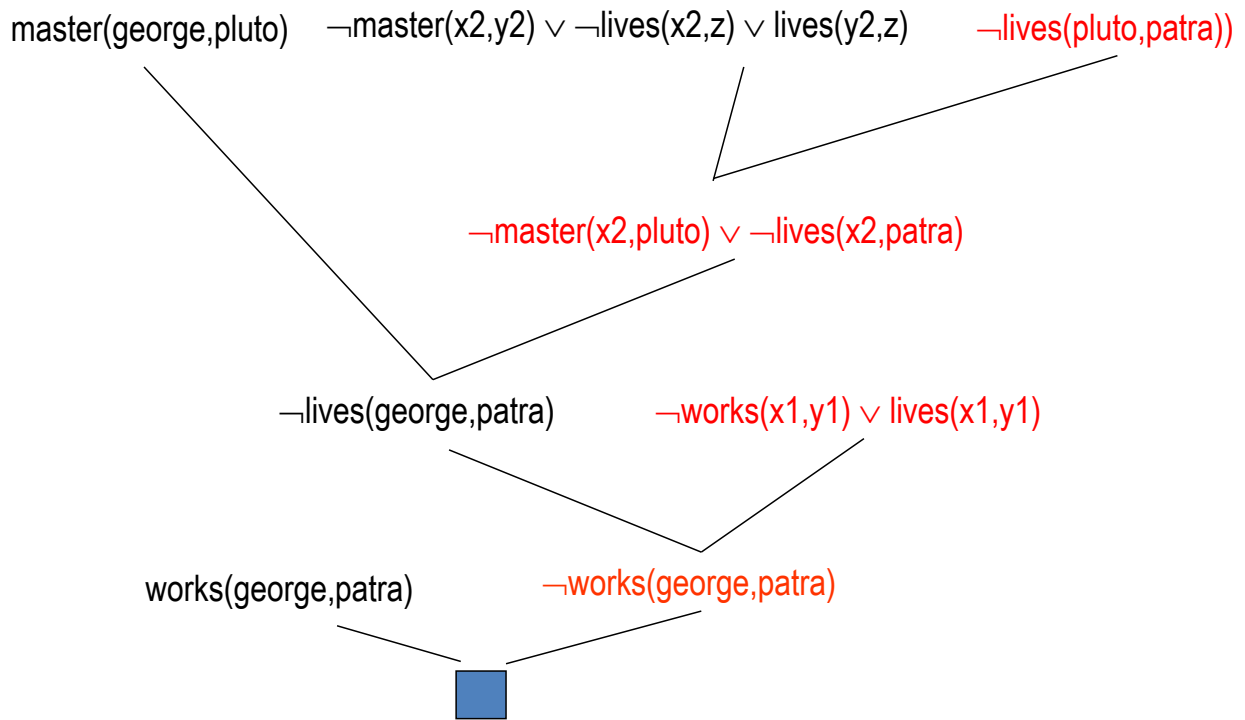 master(george,pluto) ¬master(x2,y2) ∨ ¬lives(x2,z) ∨ lives(y2,z) ¬lives(pluto,patra))
¬master(x2,pluto) ∨ ¬lives(x2,patra)
¬lives(george,patra) ¬works(x1,y1) ∨ lives(x1,y1)
works(george,patra) ¬works(george,patra)